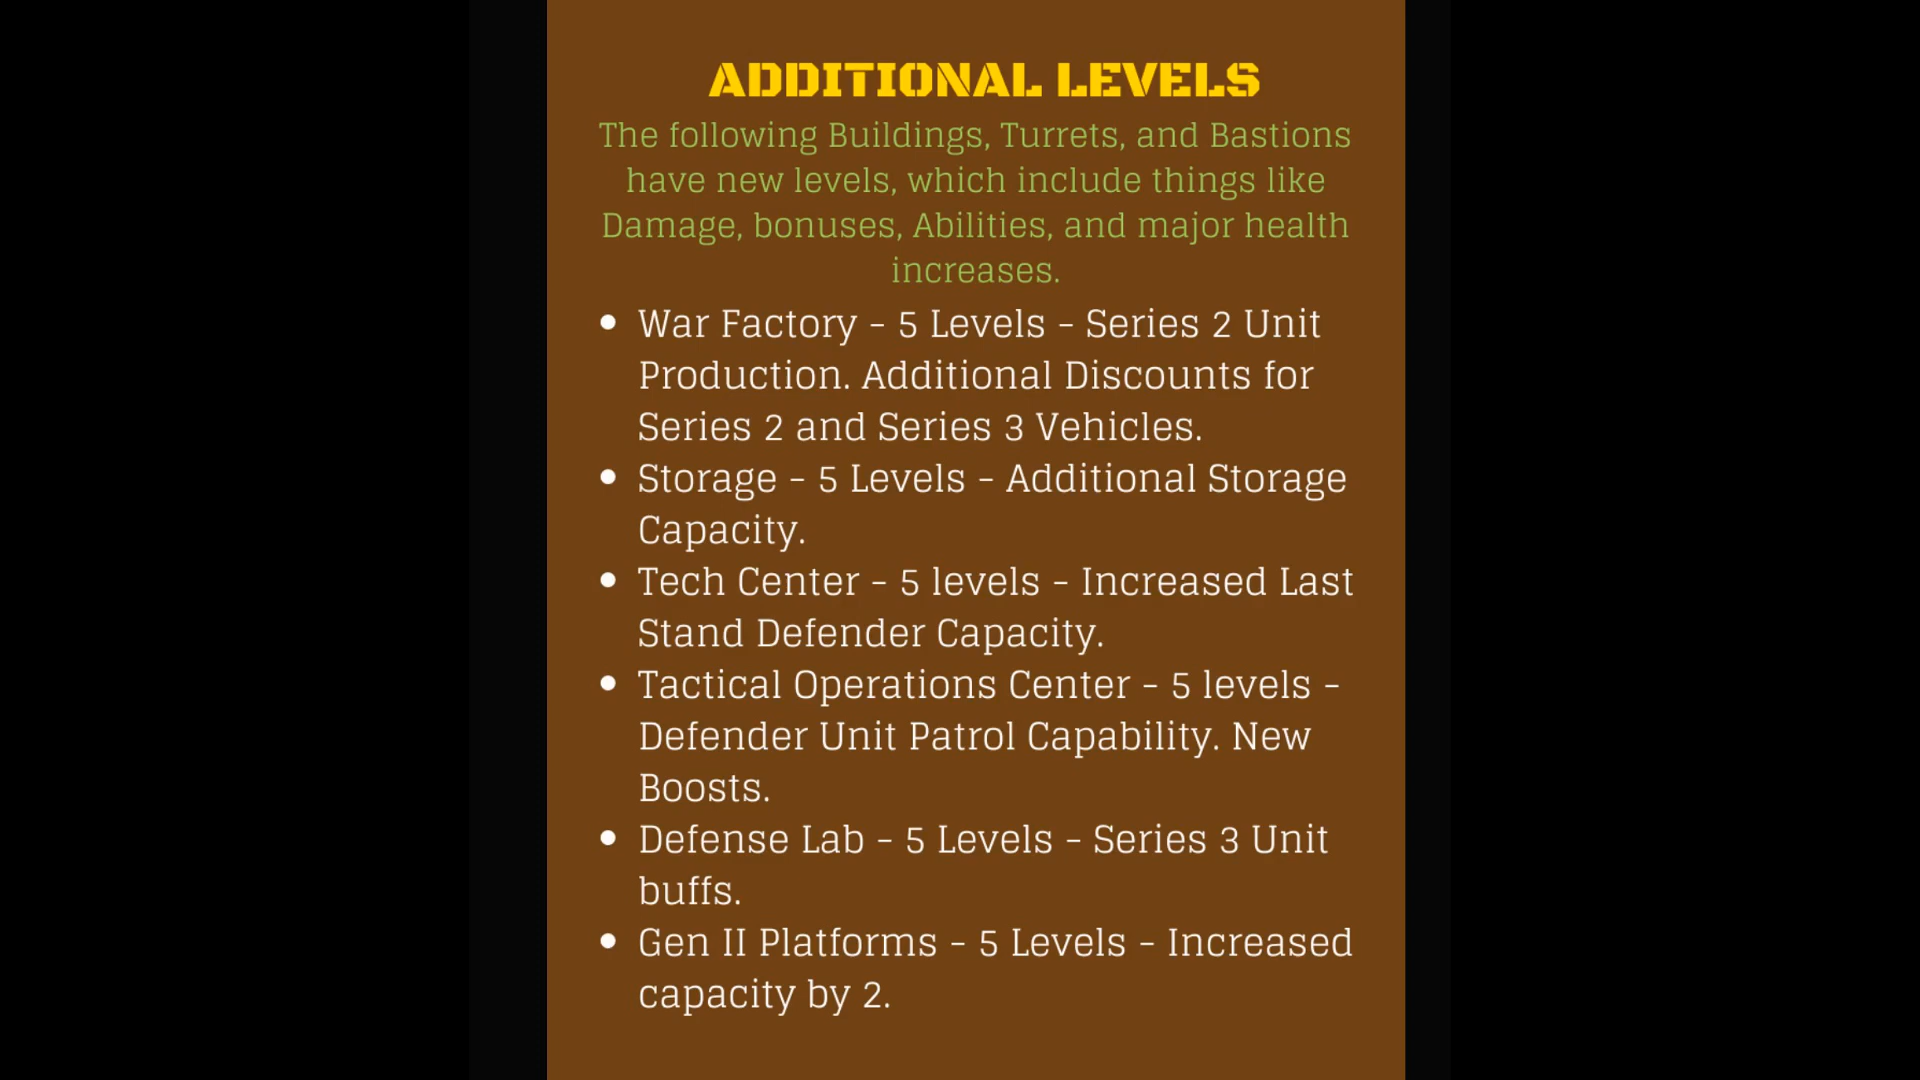 ADDITIONAL LEVELS
The following Buildings, Turrets, and Bastions
have new levels, which include things like
Damage, bonuses, Abilities, and major health
increases.
• War Factory - 5 Levels - Series 2 Unit
Production. Additional Discounts for
Series 2 and Series 3 Vehicles.
• Storage - 5 Levels - Additional Storage
Capacity.
• Tech Center - 5 levels - Increased Last
Stand Defender Capacity.
• Tactical Operations Center - 5 levels -
Defender Unit Patrol Capability. New
Boosts.
• Defense Lab - 5 Levels - Series 3 Unit
buffs.
• Gen II Platforms - 5 Levels - Increased
capacity by 2.